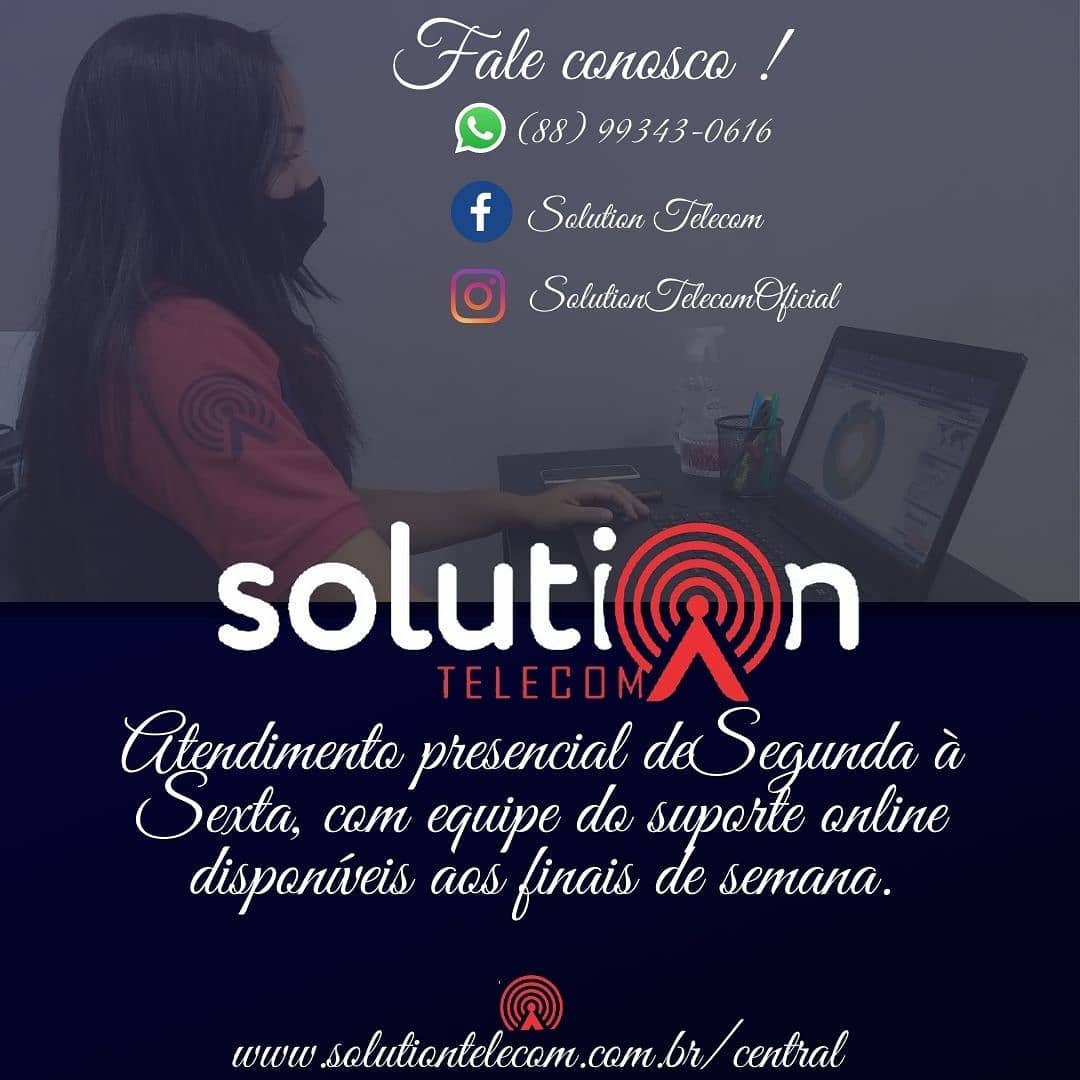 Fale conosco !
(88) 99343-0616
Solution Telecom
SolutionTelecomOficial
solution
TELECOM
Atendimento presencial deSegunda à
Sexta, com equipe do suporte online
disponíveis aos finais de semana.
www.solutiontelecom.com.br/central